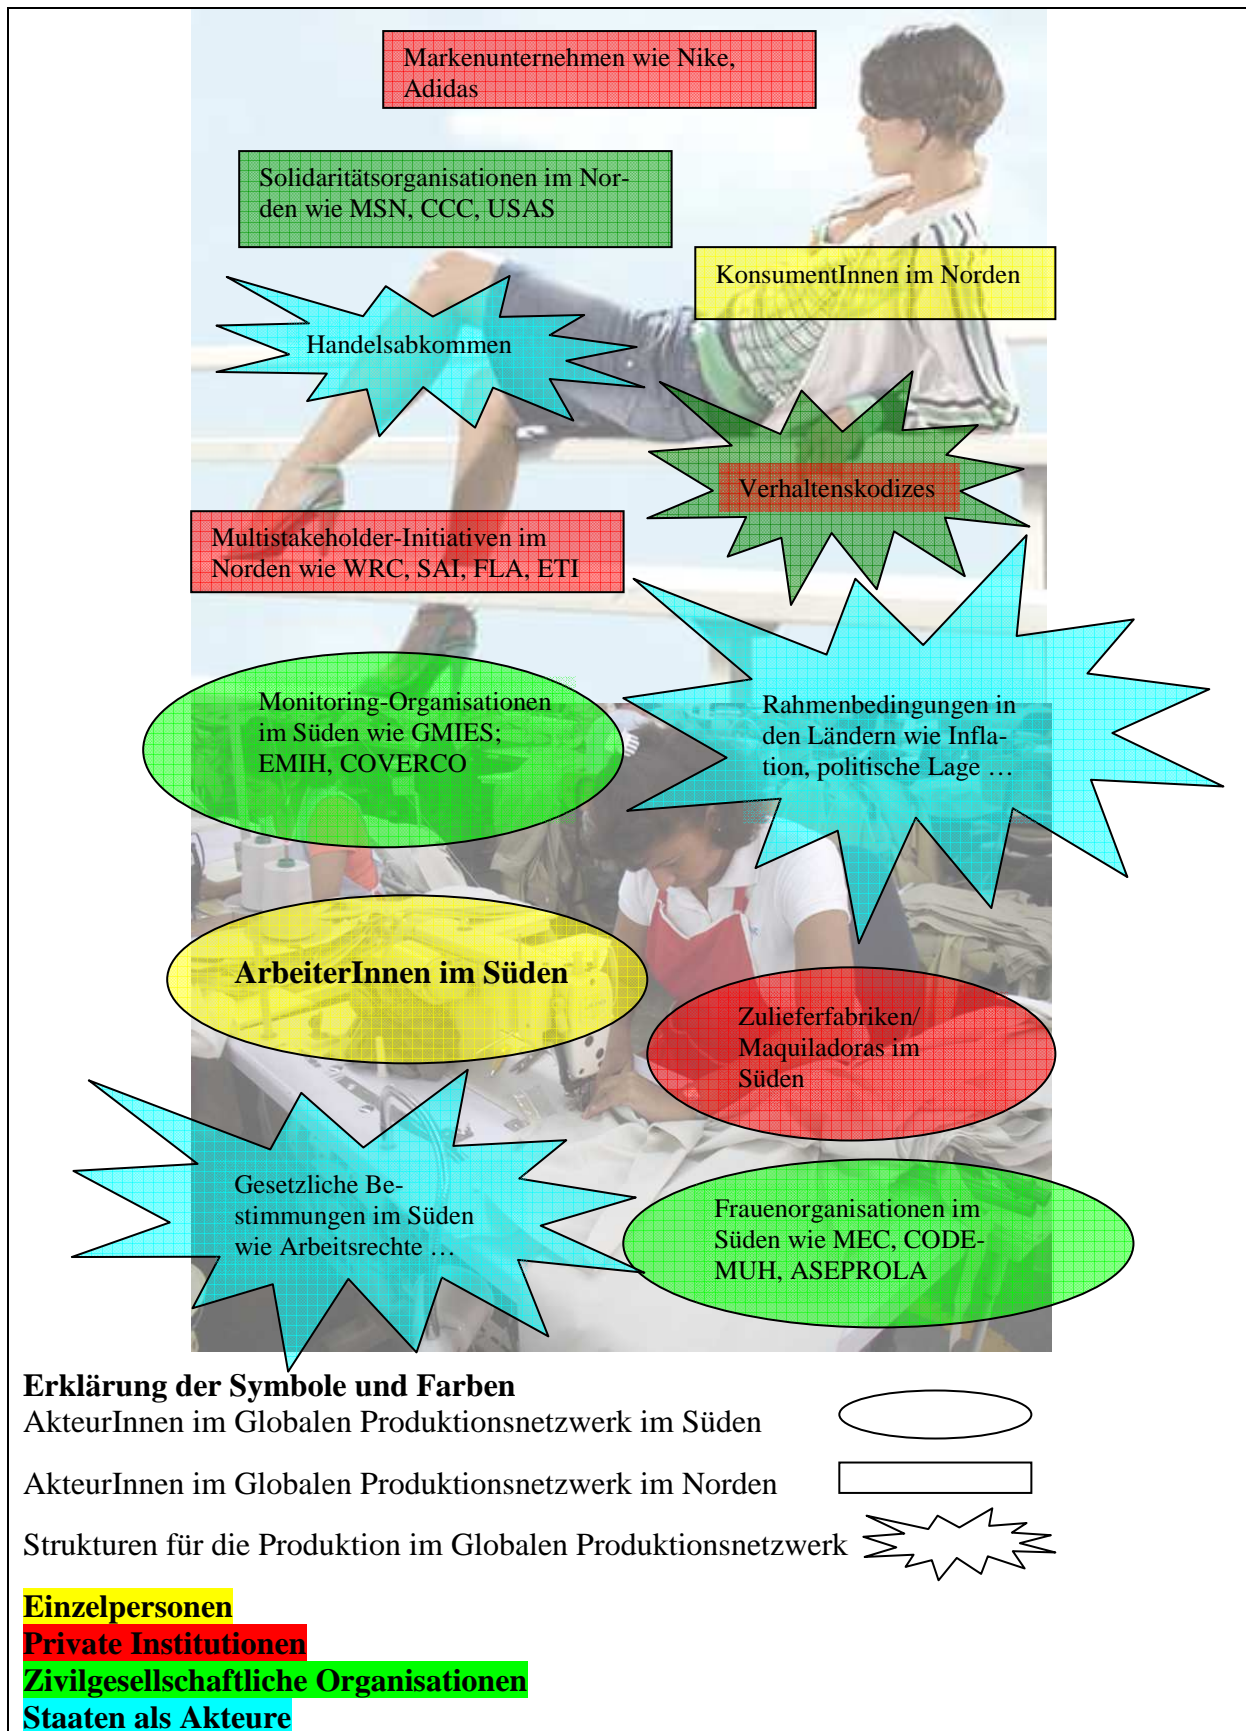 Markenunternehmen wie Nike,
Adidas
Solidaritätsorganisationen im Nor-
den wie MSN, CCC, USAS
KonsumentInnen im Norden
Handelsabkommen
Verhaltenskodizes
Multistakeholder-Initiativen im
Norden wie WRC, SAI, FLA, ETI
Monitoring-Organisationen
im Süden wie GMIES;
EMIH, COVERCO
Rahmenbedingungen in
den Ländern wie Infla-
tion, politische Lage …
ArbeiterInnen im Süden
Zulieferfabriken/
Maquiladoras im
Süden
Gesetzliche Be-
stimmungen im Süden
wie Arbeitsrechte …
Frauenorganisationen im
Süden wie MEC, CODE-
MUH, ASEPROLA
Erklärung der Symbole und Farben
AkteurInnen im Globalen Produktionsnetzwerk im Süden
AkteurInnen im Globalen Produktionsnetzwerk im Norden
Strukturen für die Produktion im Globalen Produktionsnetzwerk
Einzelpersonen
Private Institutionen
Zivilgesellschaftliche Organisationen
Staaten als Akteure